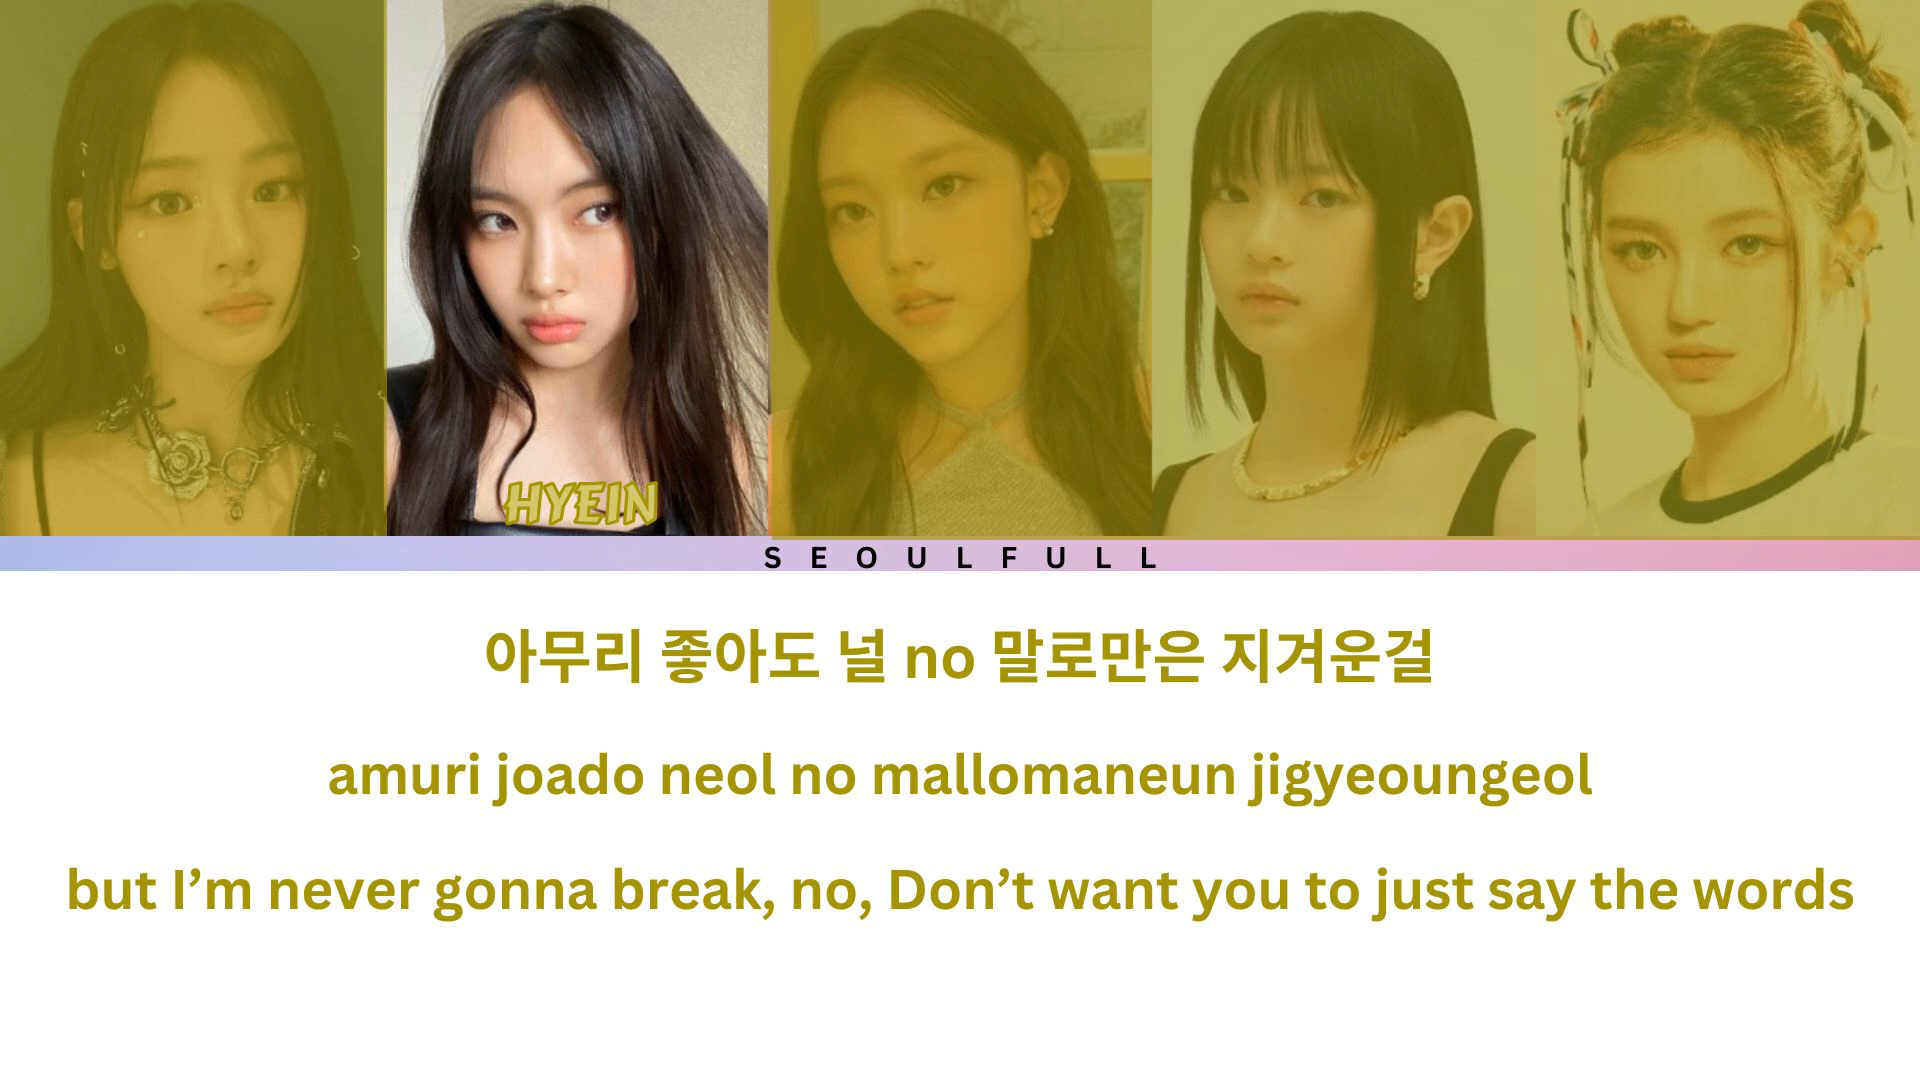 HYEIN
SEOULFULL
아무리 좋아도 널 no 말로만은 지겨운걸
amuri joado neol no mallomaneun jigyeoungeol
but I’m never gonna break, no, Don’t want you to just say the words